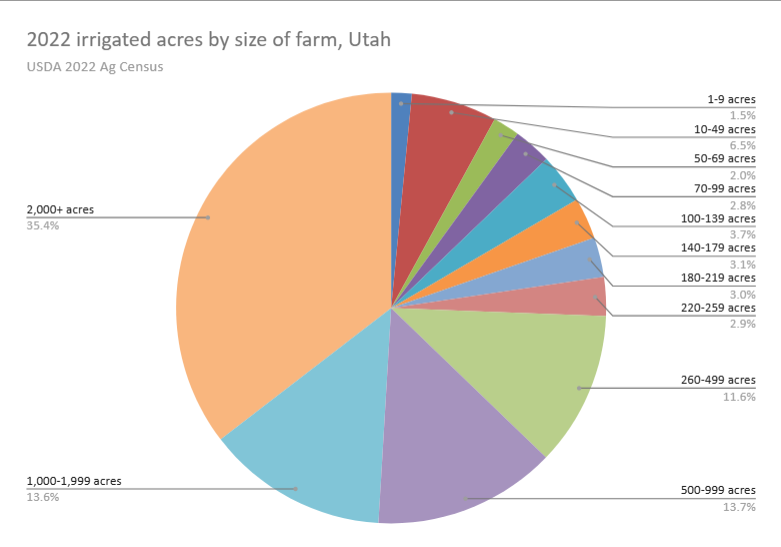 2022 irrigated acres by size of farm, Utah
USDA 2022 Ag Census
1-9 acres
1.5%
10-49 acres
6.5%
50-69 acres
2.0%
70-99 acres
2.8%
100-139 acres
3.7%
140-179 acres
3.1%
180-219 acres
3.0%
220-259 acres
2.9%
260-499 acres
11.6%
500-999 acres
13.7%
2,000+ acres
35.4%
1,000-1,999 acres
13.6%